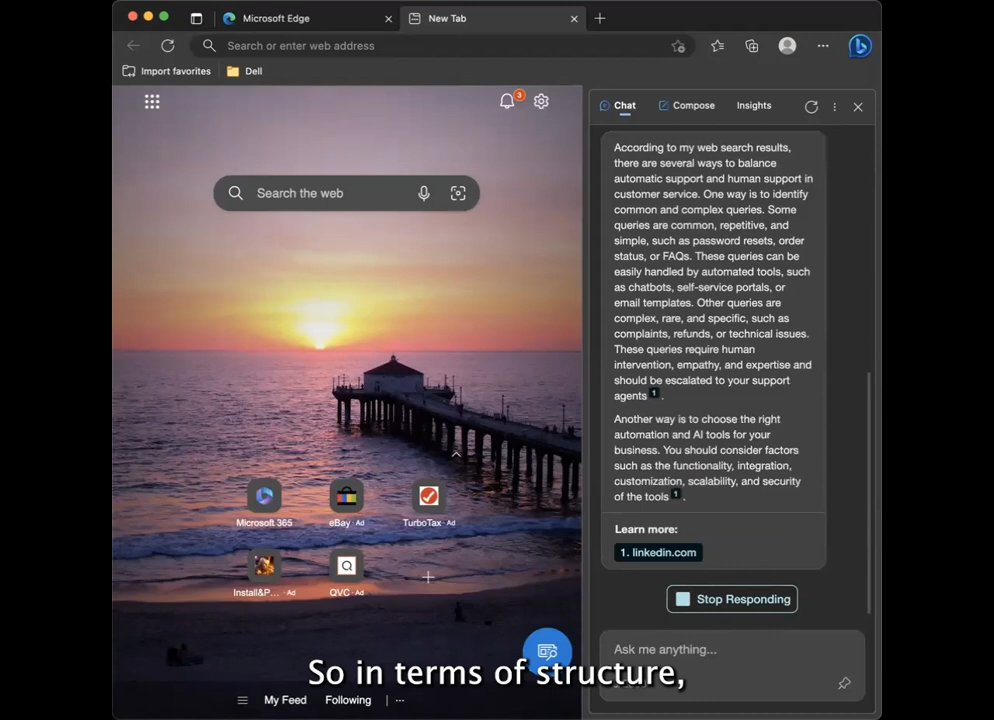 Microsoft Edge
New Tab
Search or enter web address
Import favorites
Dell
3
Chat
Compose
Insights
Search the web
According to my web search results,
there are several ways to balance
automatic support and human support in
customer service. One way is to identify
common and complex queries. Some
queries are common, repetitive, and
simple, such as password resets, order
status, or FAQs. These queries can be
easily handled by automated tools, such
as chatbots, self-service portals, or
email templates. Other queries are
complex, rare, and specific, such as
complaints, refunds, or technical issues.
These queries require human
intervention, empathy, and expertise and
should be escalated to your support
agents 1 .
Another way is to choose the right
automation and AI tools for your
business. You should consider factors
such as the functionality, integration,
customization, scalability, and security
of the tools 1 .
Learn more:
1. linkedin.com
Microsoft 365
eBay · Ad
TurboTax · Ad
Install&P... · Ad
QVC · Ad
Stop Responding
Ask me anything...
So in terms of structure,
My Feed
Following
...